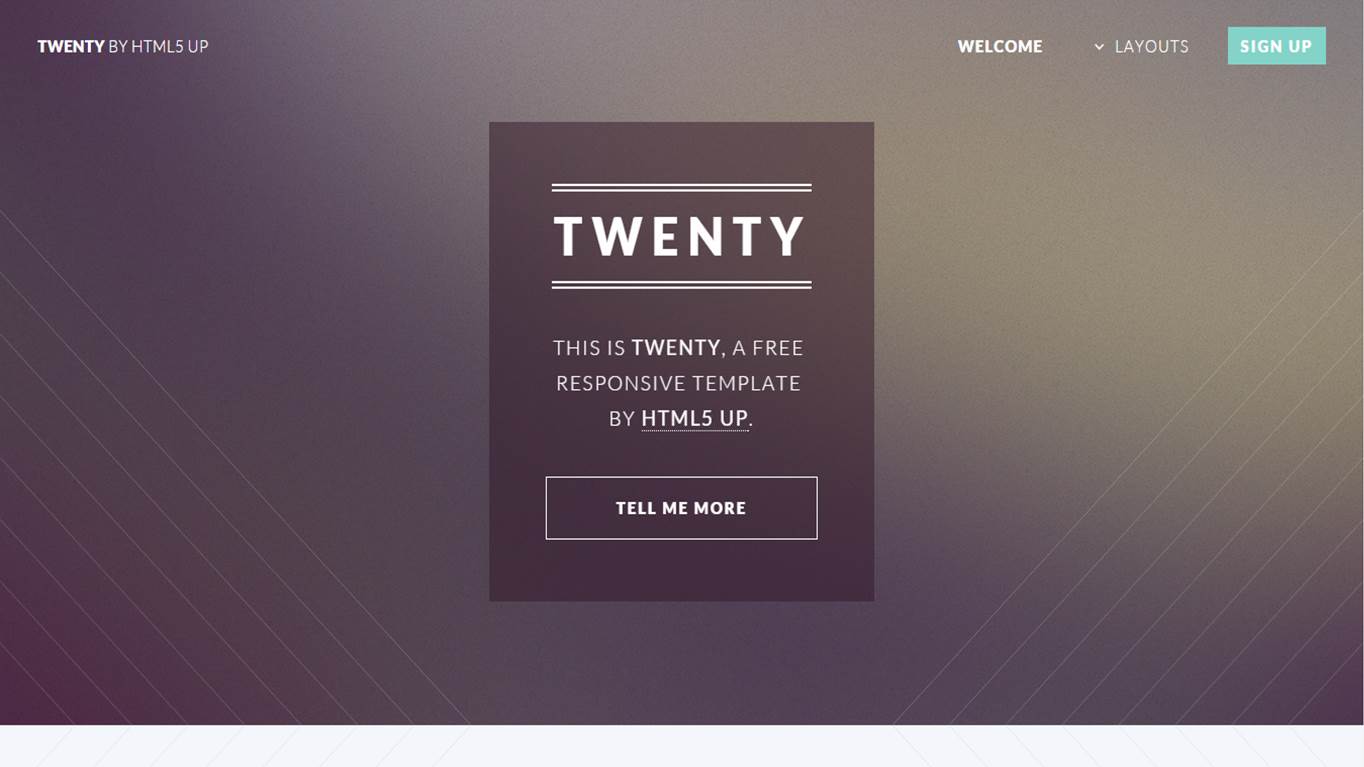 TWENTY BY HTML5 UP
WELCOME
LAYOUTS
SIGN UP
TWENTY
THIS IS TWENTY, A FREE
RESPONSIVE TEMPLATE
BY HTML5 UP.
TELL ME MORE